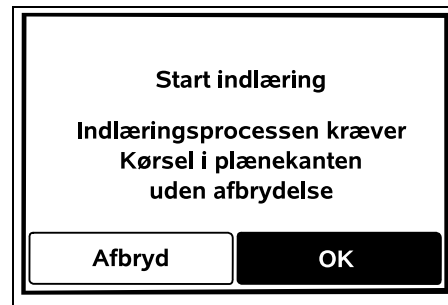 Start indlæring
Indlæringsprocessen kræver
Kørsel i plænekanten
uden afbrydelse
Afbryd
OK